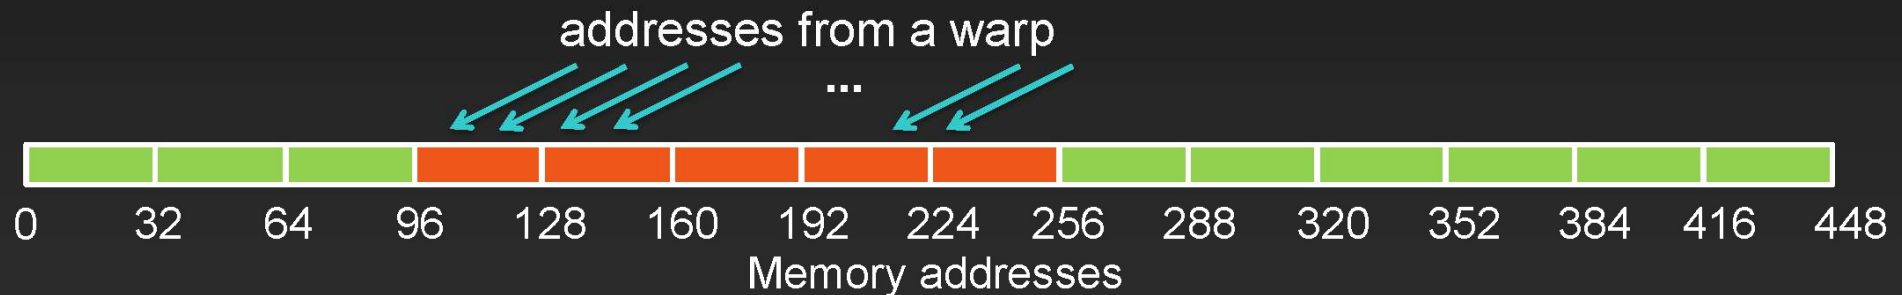 addresses from a warp
...
0 32 64 96 128 160 192 224 256 288 320 352 384 416 448
Memory addresses